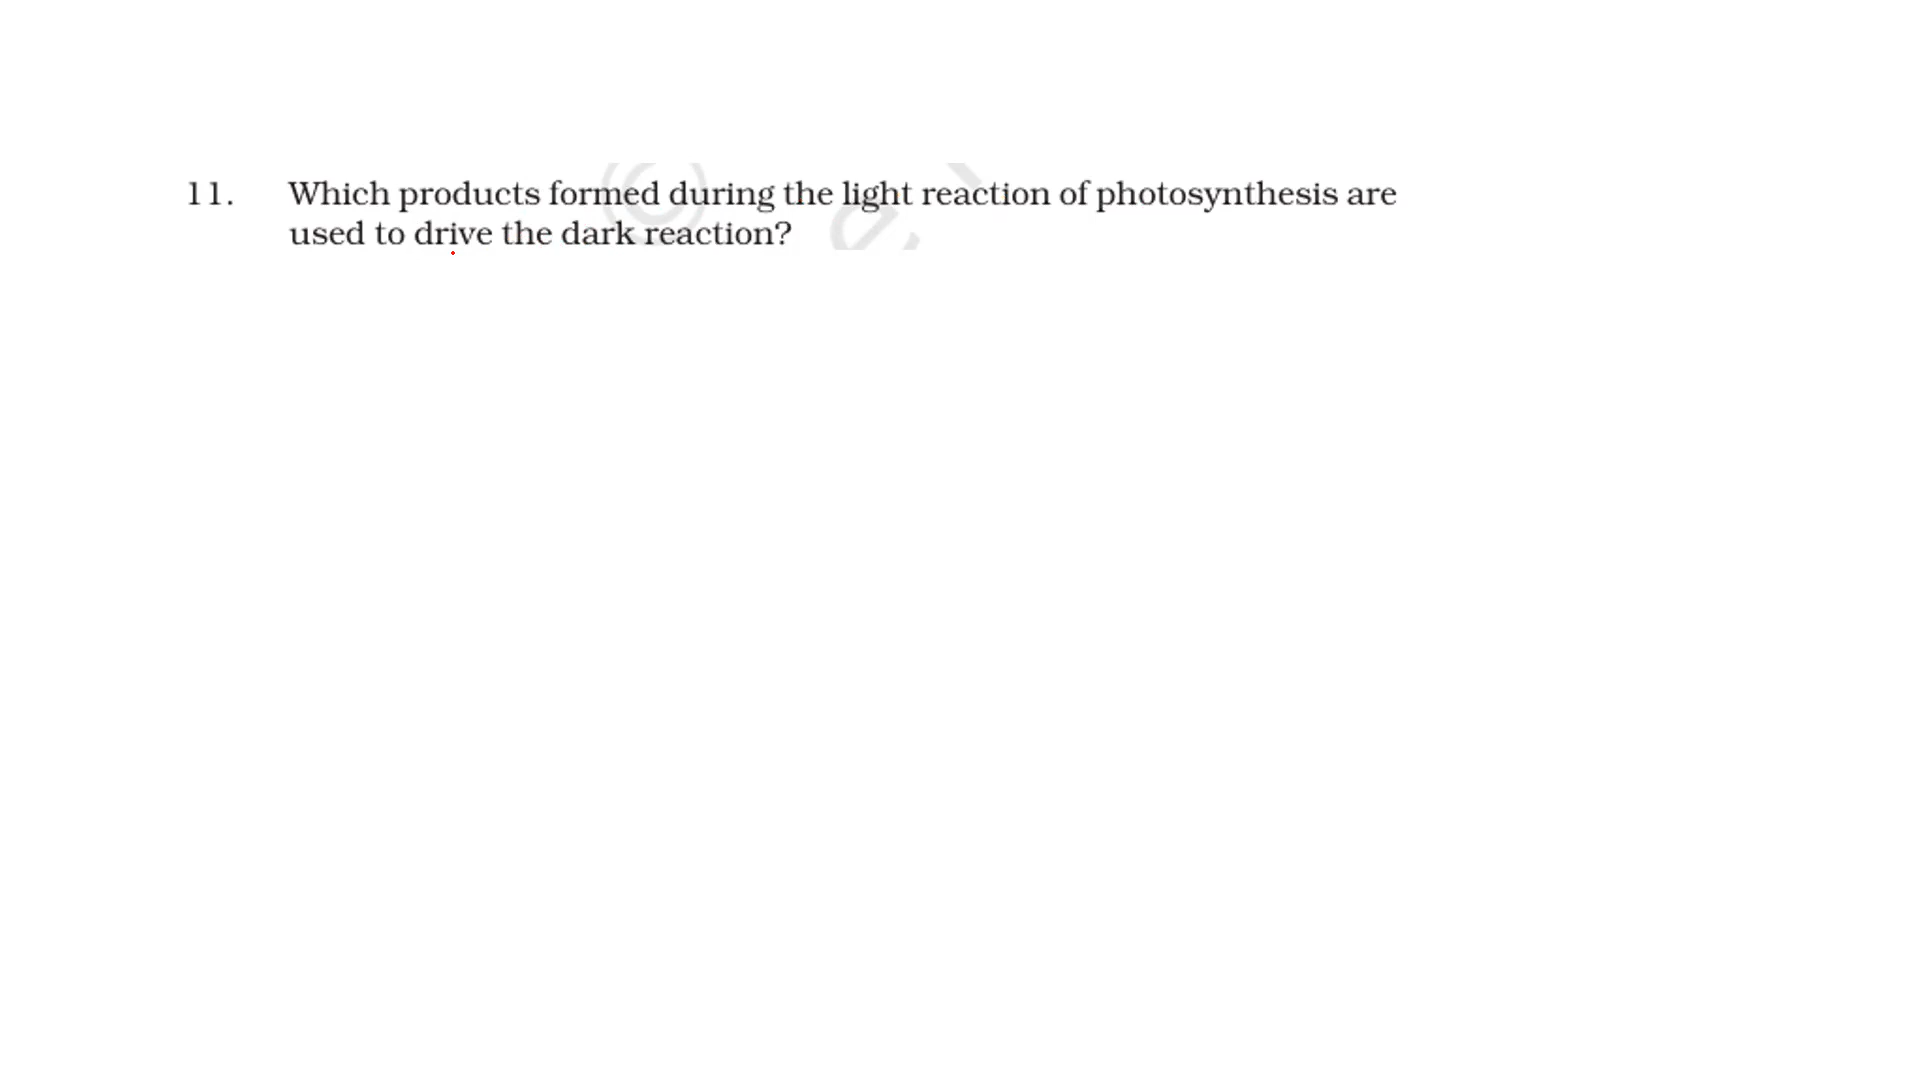 11. Which products formed during the light reaction of photosynthesis are
used to drive the dark reaction?